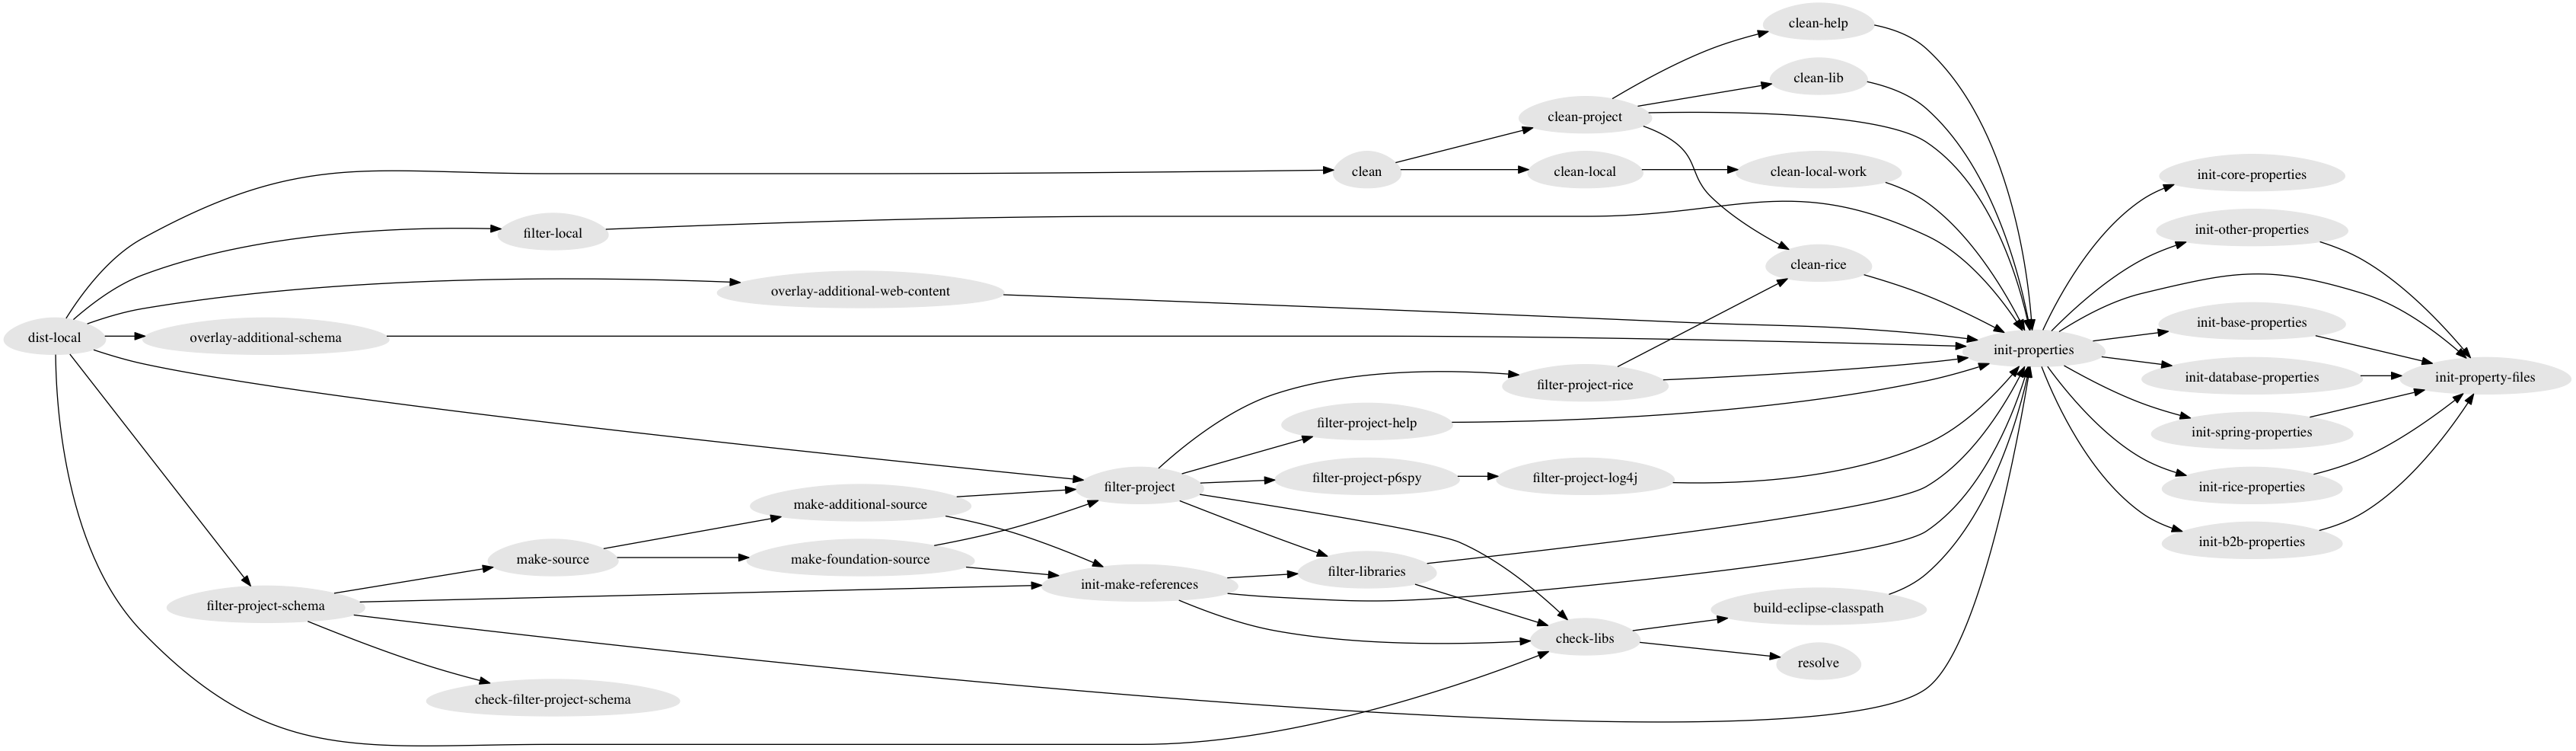 clean-help
clean-lib
clean-project
clean
clean-local
clean-local-work
init-core-properties
filter-local
init-other-properties
clean-rice
overlay-additional-web-content
init-base-properties
dist-local
overlay-additional-schema
init-properties
filter-project-rice
init-database-properties
init-property-files
filter-project-help
init-spring-properties
filter-project
filter-project-p6spy
filter-project-log4j
init-rice-properties
make-additional-source
make-source
make-foundation-source
init-b2b-properties
filter-libraries
init-make-references
filter-project-schema
build-eclipse-classpath
check-libs
resolve
check-filter-project-schema